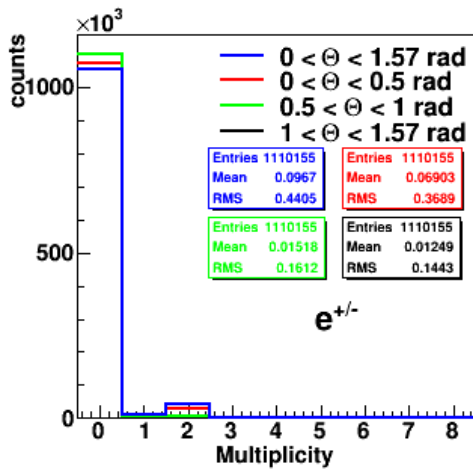 ×10³
counts
1000
500
0
0 < Θ < 1.57 rad
0 < Θ < 0.5 rad
0.5 < Θ < 1 rad
1 < Θ < 1.57 rad
Entries 1110155
Mean 0.0967
RMS 0.4405
Entries 1110155
Mean 0.06903
RMS 0.3689
Entries 1110155
Mean 0.01518
RMS 0.1612
Entries 1110155
Mean 0.01249
RMS 0.1443
e⁺/⁻
0 1 2 3 4 5 6 7 8
Multiplicity